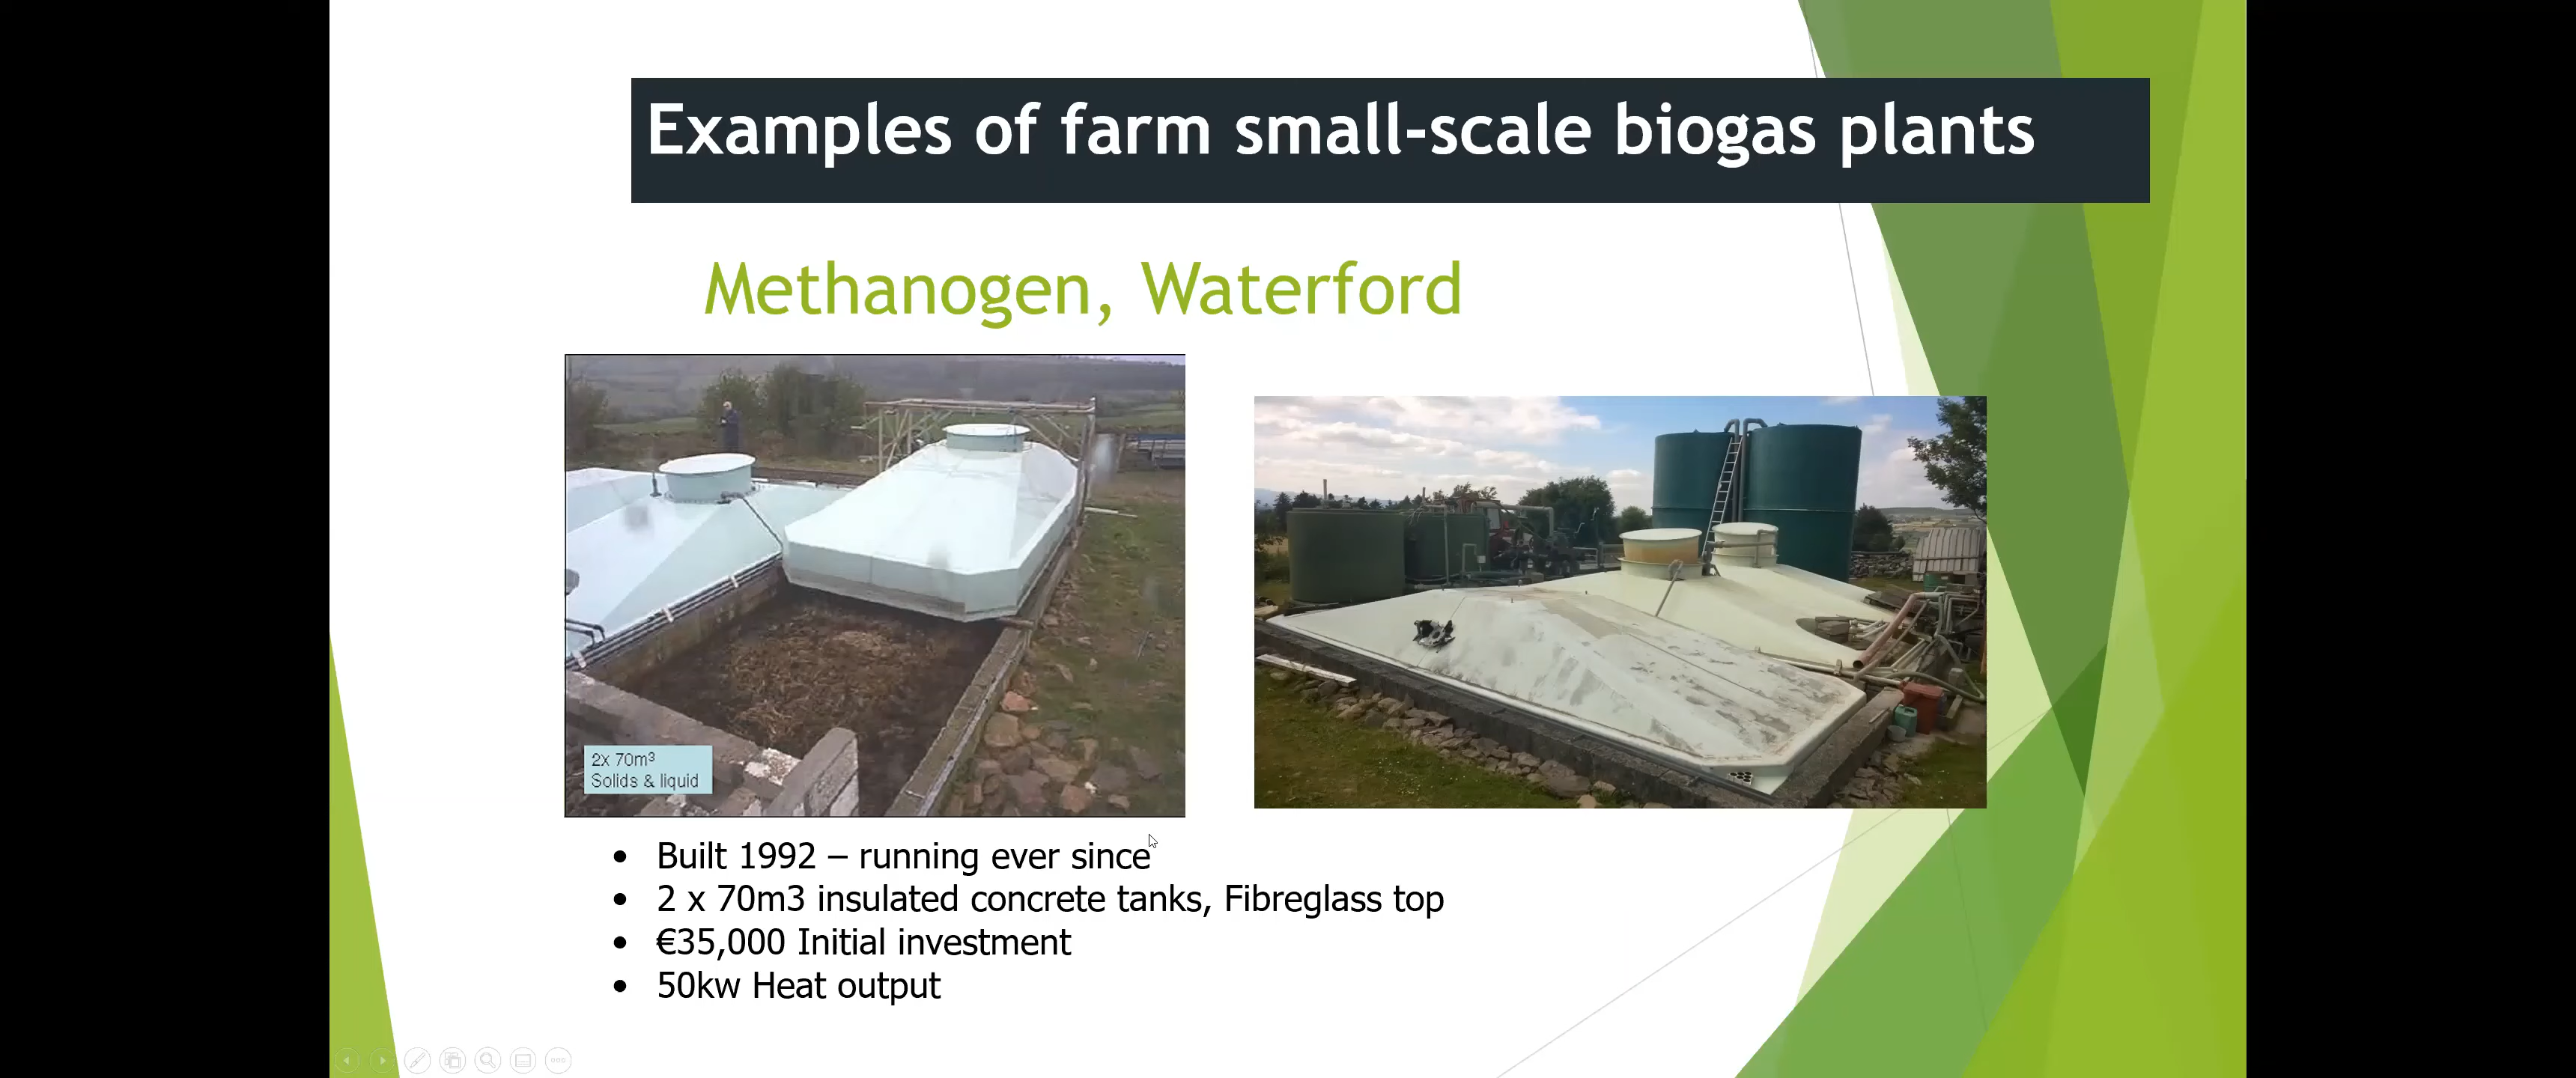 Examples of farm small-scale biogas plants
Methanogen, Waterford
2x 70m³
Solids & liquid
• Built 1992 – running ever since
• 2 x 70m3 insulated concrete tanks, Fibreglass top
• €35,000 Initial investment
• 50kw Heat output